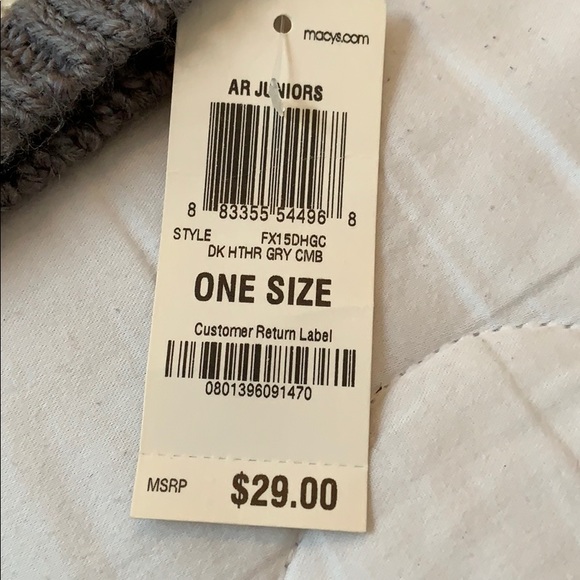 macys.com
AR JUNIORS
8 83355 54496 8
STYLE FX15DHGC
DK HTHR GRY CMB
ONE SIZE
Customer Return Label
0801396091470
MSRP $29.00